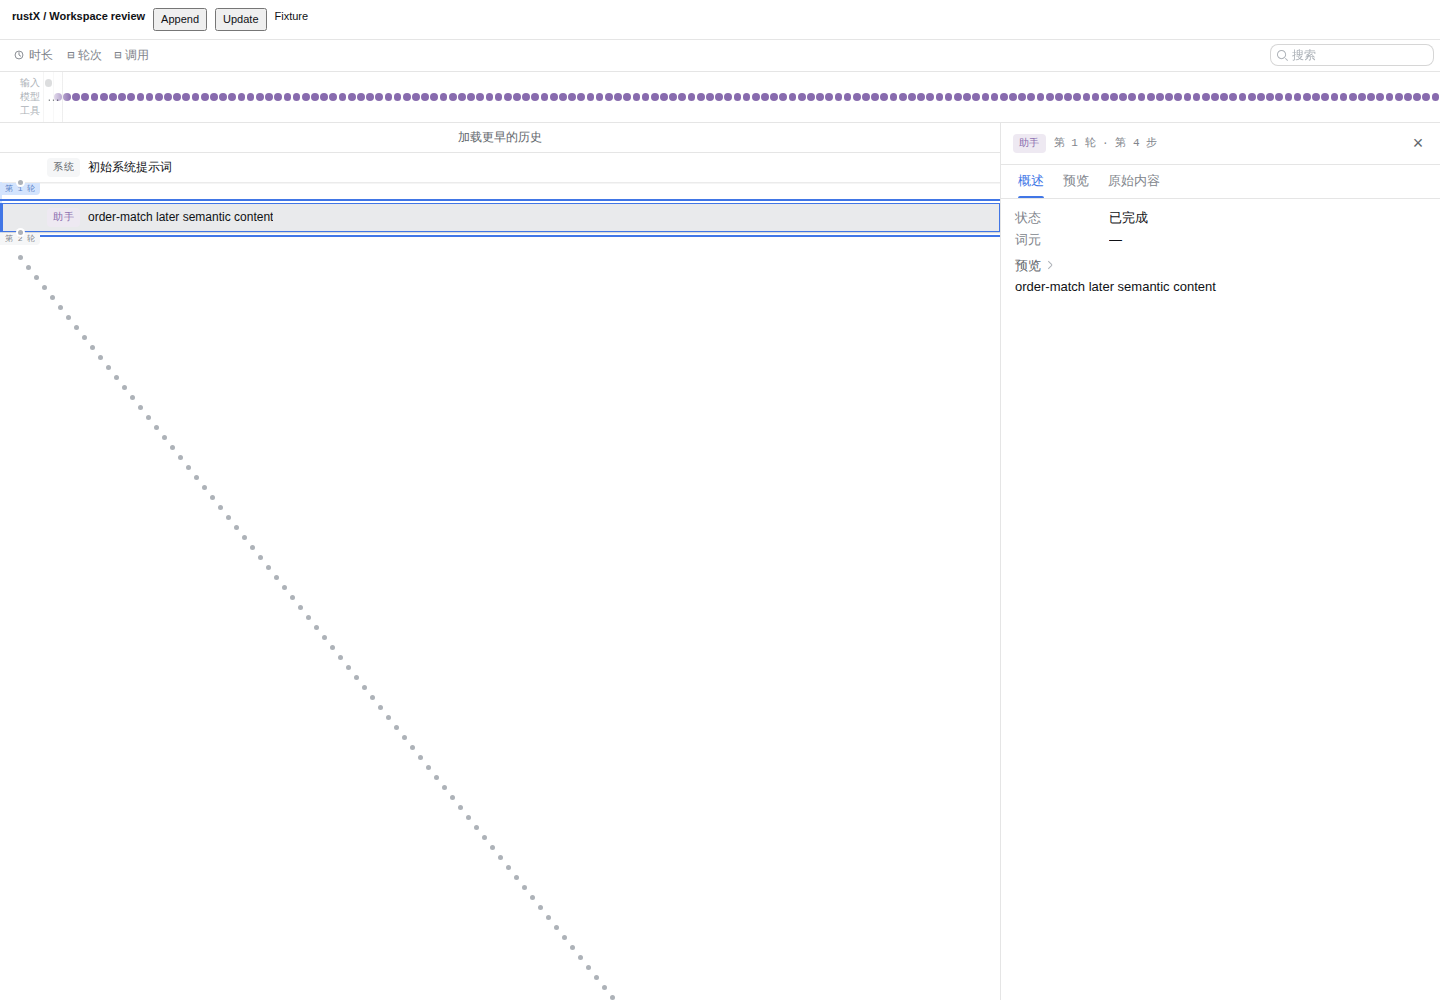 rustX / Workspace review Append Update Fixture
时长 轮次 调用 搜索
输入
模型
工具
加载更早的历史
系统 初始系统提示词
第 1 轮
助手 order-match later semantic content
第 2 轮
助手 第 1 轮 · 第 4 步 ×
概述 预览 原始内容
状态 已完成
词元 —
预览
order-match later semantic content